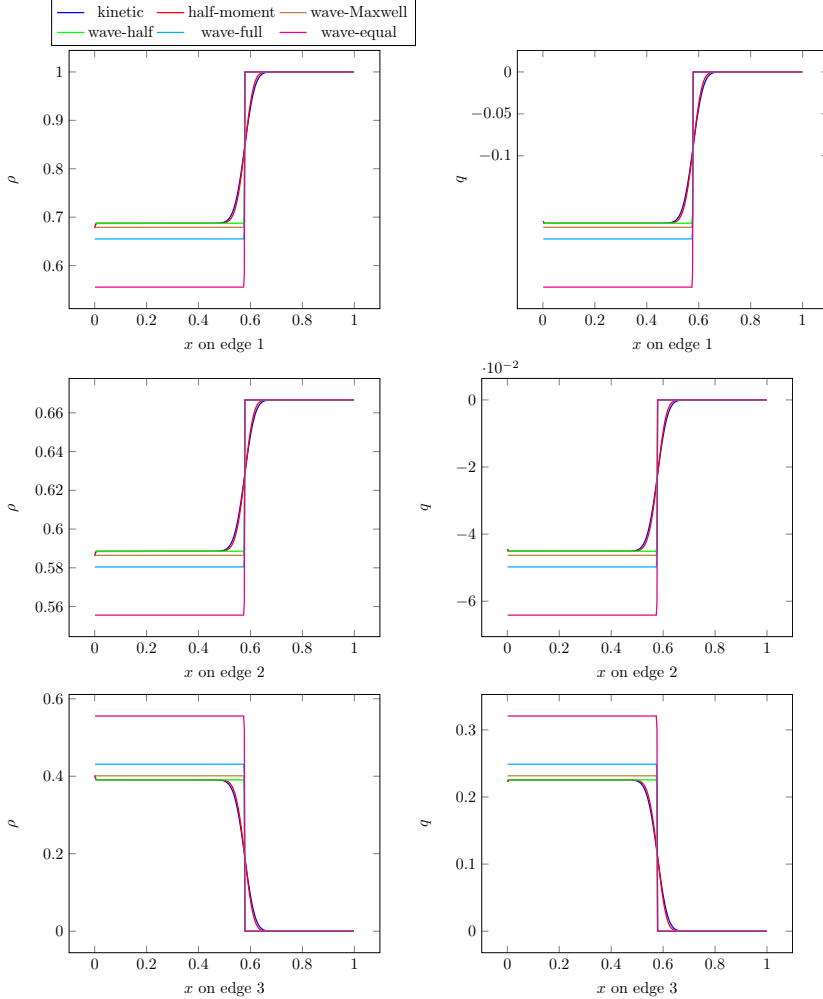 kinetic half-moment wave-Maxwell
wave-half wave-full wave-equal
1
0.9
0.8
0.7
0.6
ρ
0 0.2 0.4 0.6 0.8 1
x on edge 1
0
−0.05
−0.1
q
0 0.2 0.4 0.6 0.8 1
x on edge 1
0.66
0.64
0.62
0.6
0.58
0.56
ρ
0 0.2 0.4 0.6 0.8 1
x on edge 2
·10−2
0
−2
−4
−6
q
0 0.2 0.4 0.6 0.8 1
x on edge 2
0.6
0.4
0.2
0
ρ
0 0.2 0.4 0.6 0.8 1
x on edge 3
0.3
0.2
0.1
0
q
0 0.2 0.4 0.6 0.8 1
x on edge 3